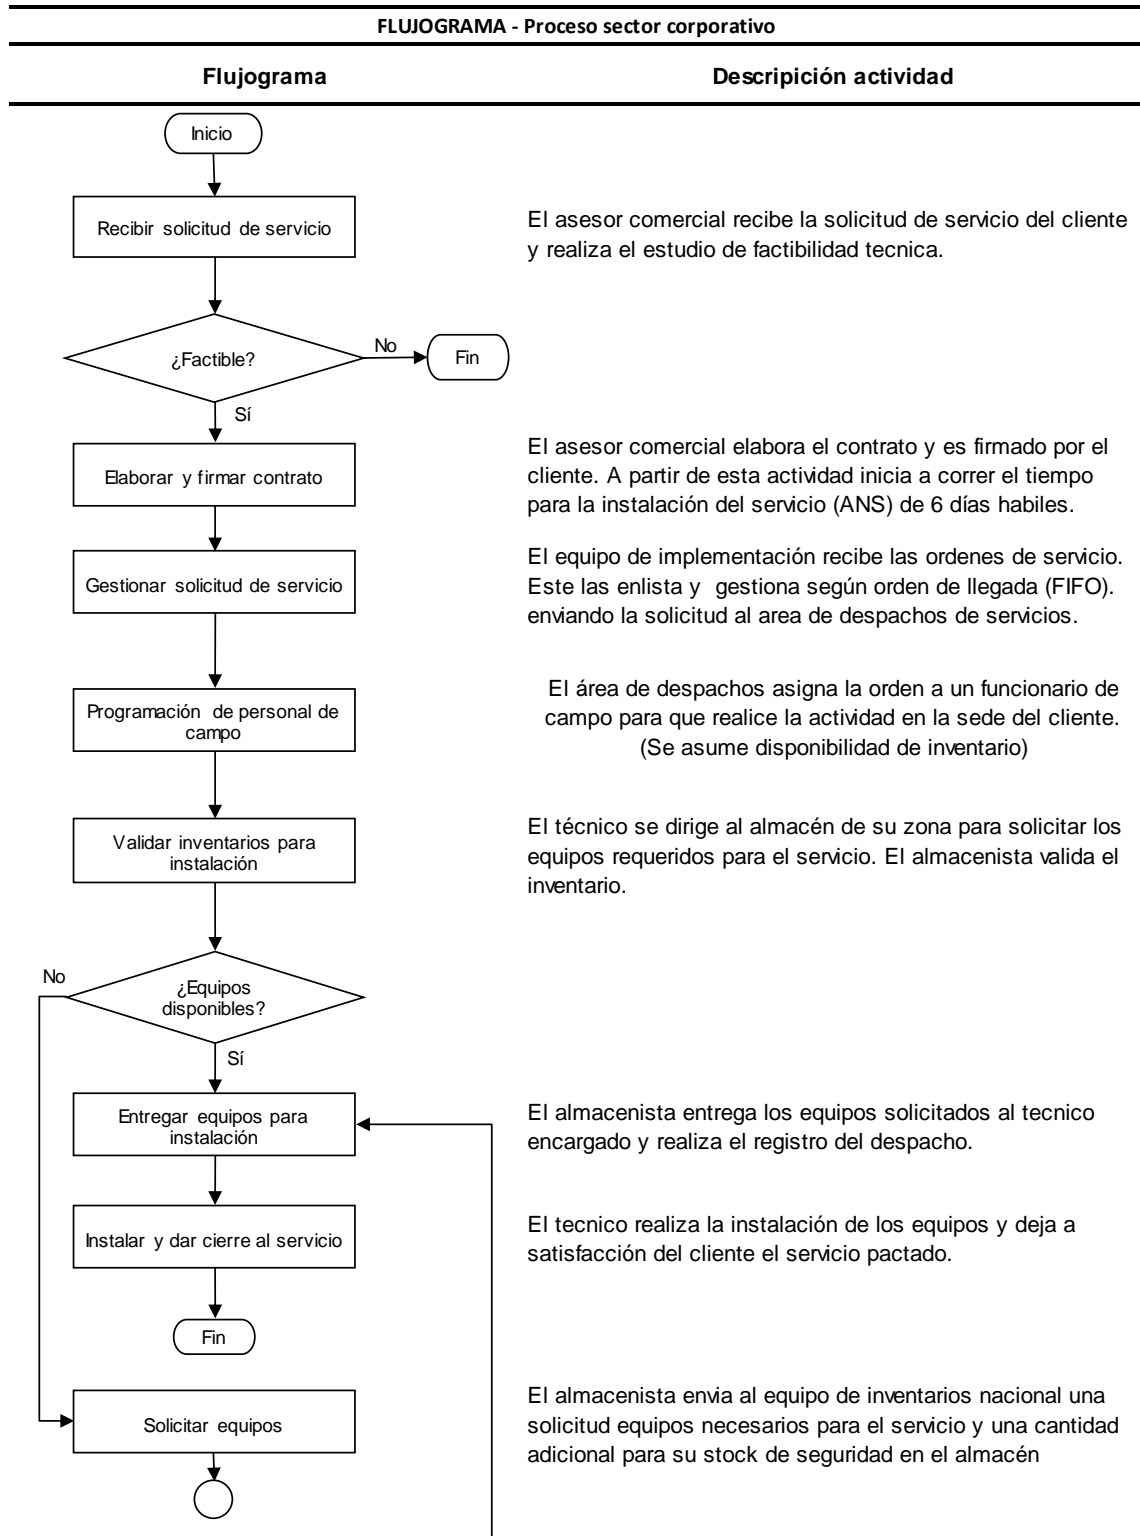 FLUJOGRAMA - Proceso sector corporativo
Flujograma
Descripición actividad
Inicio
Recibir solicitud de servicio
El asesor comercial recibe la solicitud de servicio del cliente
y realiza el estudio de factibilidad tecnica.
¿Factible?
No
Fin
Sí
Elaborar y firmar contrato
El asesor comercial elabora el contrato y es firmado por el
cliente. A partir de esta actividad inicia a correr el tiempo
para la instalación del servicio (ANS) de 6 días habiles.
Gestionar solicitud de servicio
El equipo de implementación recibe las ordenes de servicio.
Este las enlista y gestiona según orden de llegada (FIFO).
enviando la solicitud al area de despachos de servicios.
Programación de personal de
campo
El área de despachos asigna la orden a un funcionario de
campo para que realice la actividad en la sede del cliente.
(Se asume disponibilidad de inventario)
Validar inventarios para
instalación
El técnico se dirige al almacén de su zona para solicitar los
equipos requeridos para el servicio. El almacenista valida el
inventario.
No
¿Equipos
disponibles?
Sí
Entregar equipos para
instalación
El almacenista entrega los equipos solicitados al tecnico
encargado y realiza el registro del despacho.
Instalar y dar cierre al servicio
El tecnico realiza la instalación de los equipos y deja a
satisfacción del cliente el servicio pactado.
Fin
Solicitar equipos
El almacenista envia al equipo de inventarios nacional una
solicitud equipos necesarios para el servicio y una cantidad
adicional para su stock de seguridad en el almacén